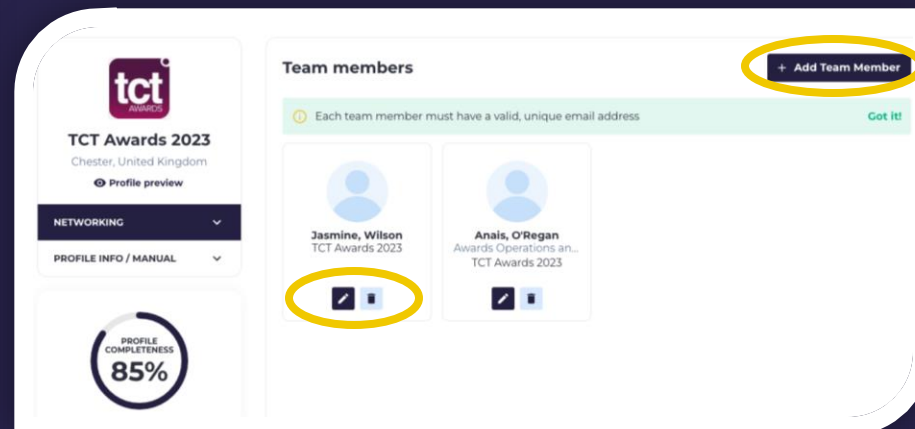 tct
AWARDS
TCT Awards 2023
Chester, United Kingdom
Profile preview
NETWORKING
PROFILE INFO / MANUAL
PROFILE
COMPLETENESS
85%
Team members
+ Add Team Member
Each team member must have a valid, unique email address
Got it!
Jasmine, Wilson
TCT Awards 2023
Anais, O'Regan
Awards Operations an...
TCT Awards 2023